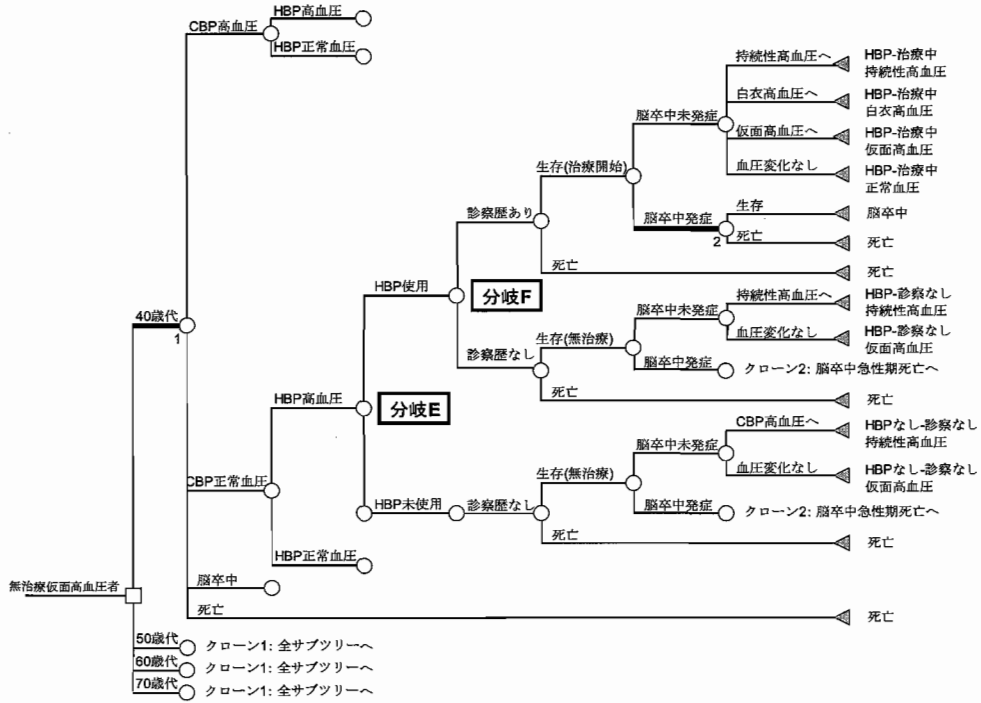 HBP高血圧
CBP高血圧
HBP正常血圧
持続性高血圧へ
HBP-治療中
持続性高血圧
白衣高血圧へ
HBP-治療中
白衣高血圧
脳卒中未発症
仮面高血圧へ
HBP-治療中
仮面高血圧
生存(治療開始)
血圧変化なし
HBP-治療中
正常血圧
診察歴あり
脳卒中発症
生存
脳卒中
2
死亡
死亡
死亡
死亡
HBP使用
分岐F
持続性高血圧へ
HBP-診察なし
持続性高血圧
脳卒中未発症
40歳代
1
生存(無治療)
血圧変化なし
HBP-診察なし
仮面高血圧
診察歴なし
脳卒中発症
クローン2: 脳卒中急性期死亡へ
死亡
死亡
HBP高血圧
分岐E
CBP高血圧へ
HBPなし-診察なし
持続性高血圧
脳卒中未発症
CBP正常血圧
生存(無治療)
血圧変化なし
HBPなし-診察なし
仮面高血圧
HBP未使用
診察歴なし
脳卒中発症
クローン2: 脳卒中急性期死亡へ
死亡
死亡
HBP正常血圧
無治療仮面高血圧者
脳卒中
死亡
死亡
50歳代
クローン1: 全サブツリーへ
60歳代
クローン1: 全サブツリーへ
70歳代
クローン1: 全サブツリーへ